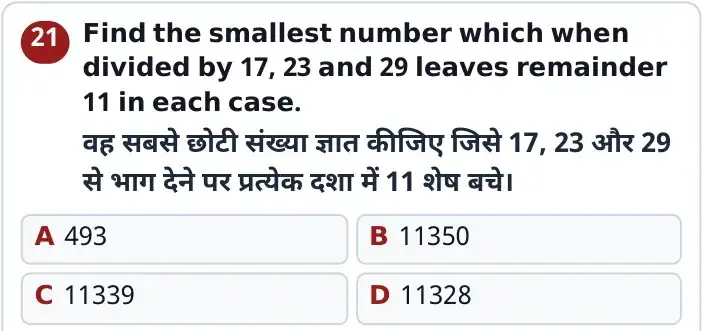 21 Find the smallest number which when
divided by 17, 23 and 29 leaves remainder
11 in each case.
वह सबसे छोटी संख्या ज्ञात कीजिए जिसे 17, 23 और 29
से भाग देने पर प्रत्येक दशा में 11 शेष बचे।
A 493 B 11350
C 11339 D 11328